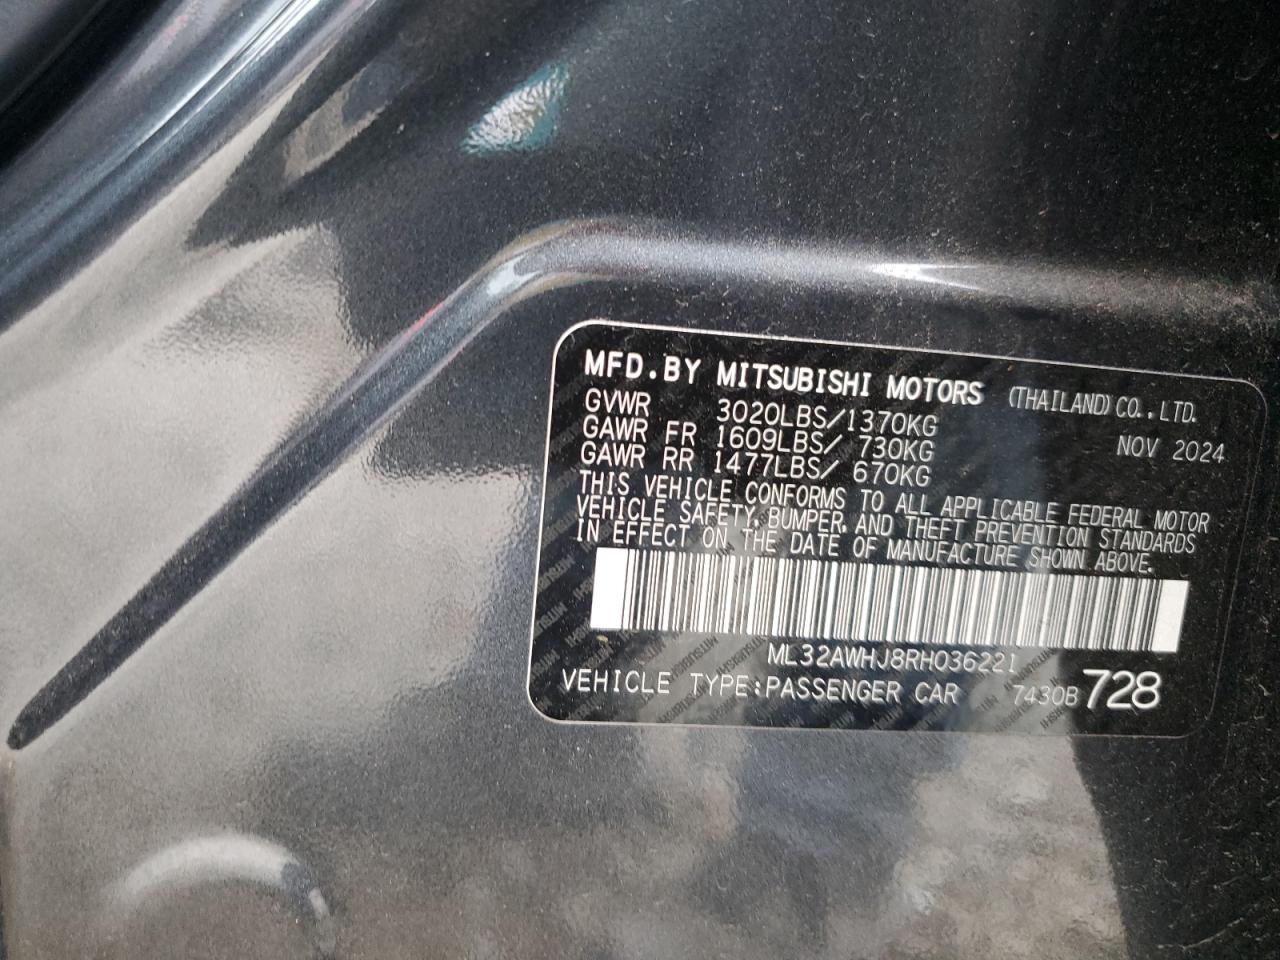 MFD.BY MITSUBISHI MOTORS (THAILAND)CO.,LTD.
GVWR 3020LBS/1370KG
NOV 2024
GAWR FR 1609LBS/ 730KG
GAWR RR 1477LBS/ 670KG
THIS VEHICLE CONFORMS TO ALL APPLICABLE FEDERAL MOTOR
VEHICLE SAFETY, BUMPER, AND THEFT PREVENTION STANDARDS
IN EFFECT ON THE DATE OF MANUFACTURE SHOWN ABOVE.
ML32AWHJ8RH036221
VEHICLE TYPE:PASSENGER CAR 7430B 728